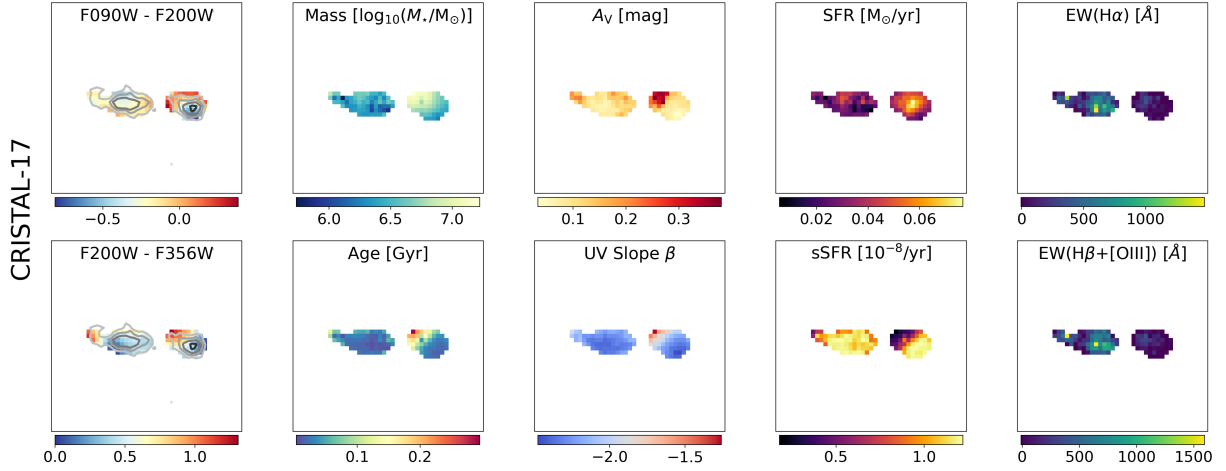 CRISTAL-17
F090W - F200W
−0.5 0.0
Mass [log₁₀(M⋆/M⊙)]
6.0 6.5 7.0
A_V [mag]
0.1 0.2 0.3
SFR [M⊙/yr]
0.02 0.04 0.06
EW(Hα) [Å]
0 500 1000
F200W - F356W
0.0 0.5 1.0
Age [Gyr]
0.1 0.2
UV Slope β
−2.0 −1.5
sSFR [10⁻⁸/yr]
0.5 1.0
EW(Hβ+[OIII]) [Å]
0 500 1000 1500